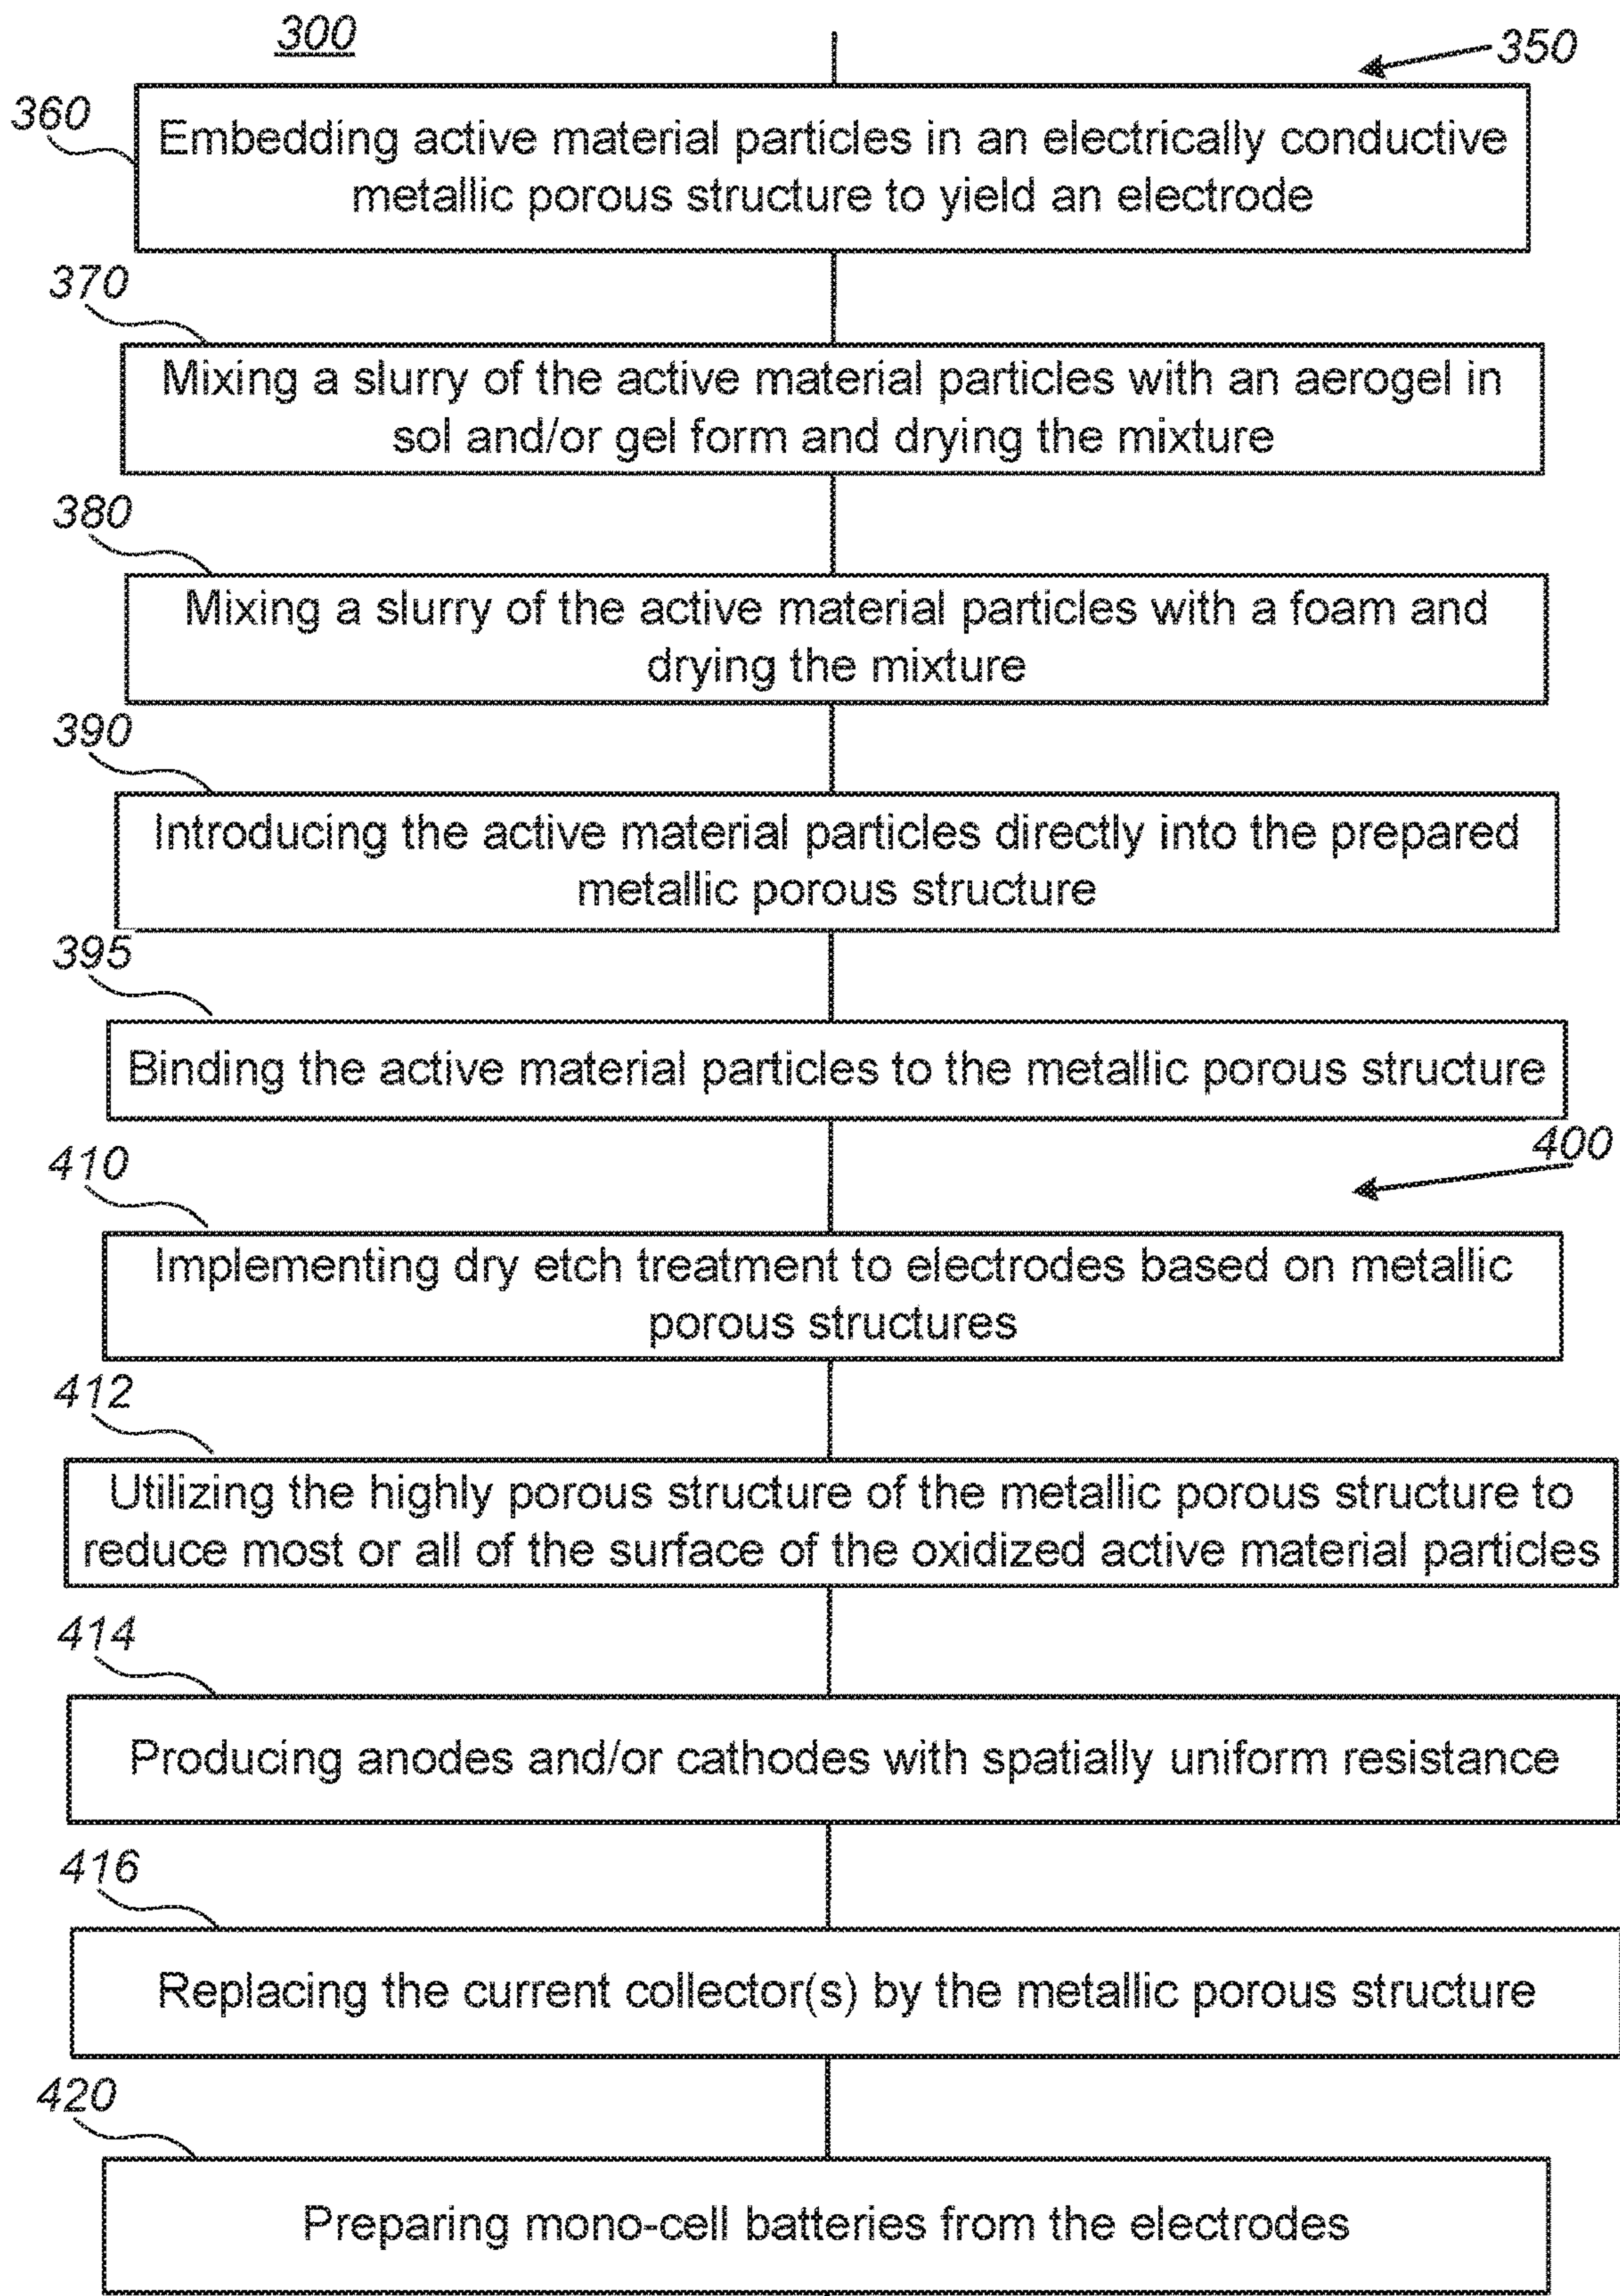 300
350
360
Embedding active material particles in an electrically conductive
metallic porous structure to yield an electrode
370
Mixing a slurry of the active material particles with an aerogel in
sol and/or gel form and drying the mixture
380
Mixing a slurry of the active material particles with a foam and
drying the mixture
390
Introducing the active material particles directly into the prepared
metallic porous structure
395
Binding the active material particles to the metallic porous structure
400
410
Implementing dry etch treatment to electrodes based on metallic
porous structures
412
Utilizing the highly porous structure of the metallic porous structure to
reduce most or all of the surface of the oxidized active material particles
414
Producing anodes and/or cathodes with spatially uniform resistance
416
Replacing the current collector(s) by the metallic porous structure
420
Preparing mono-cell batteries from the electrodes